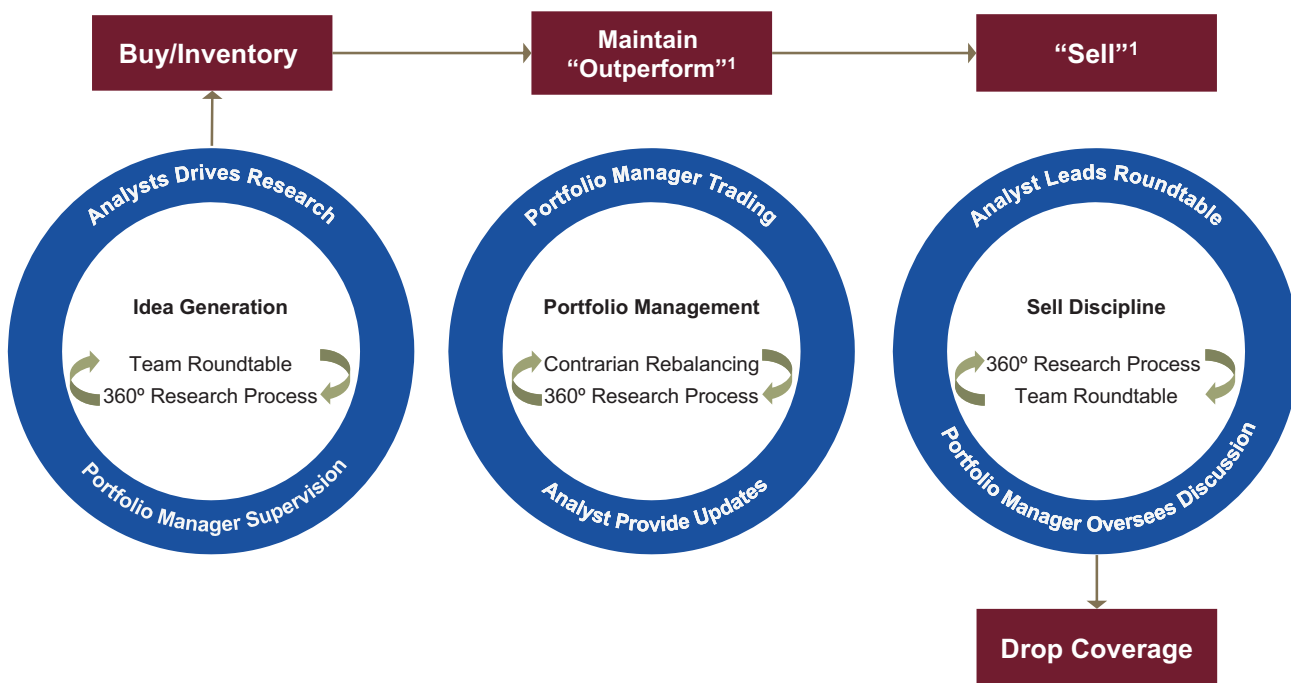 Buy/Inventory
Maintain
“Outperform”¹
“Sell”¹
Analysts Drives Research
Idea Generation
Team Roundtable
360º Research Process
Portfolio Manager Supervision
Portfolio Manager Trading
Portfolio Management
Contrarian Rebalancing
360º Research Process
Analyst Provide Updates
Analyst Leads Roundtable
Sell Discipline
360º Research Process
Team Roundtable
Portfolio Manager Oversees Discussion
Drop Coverage